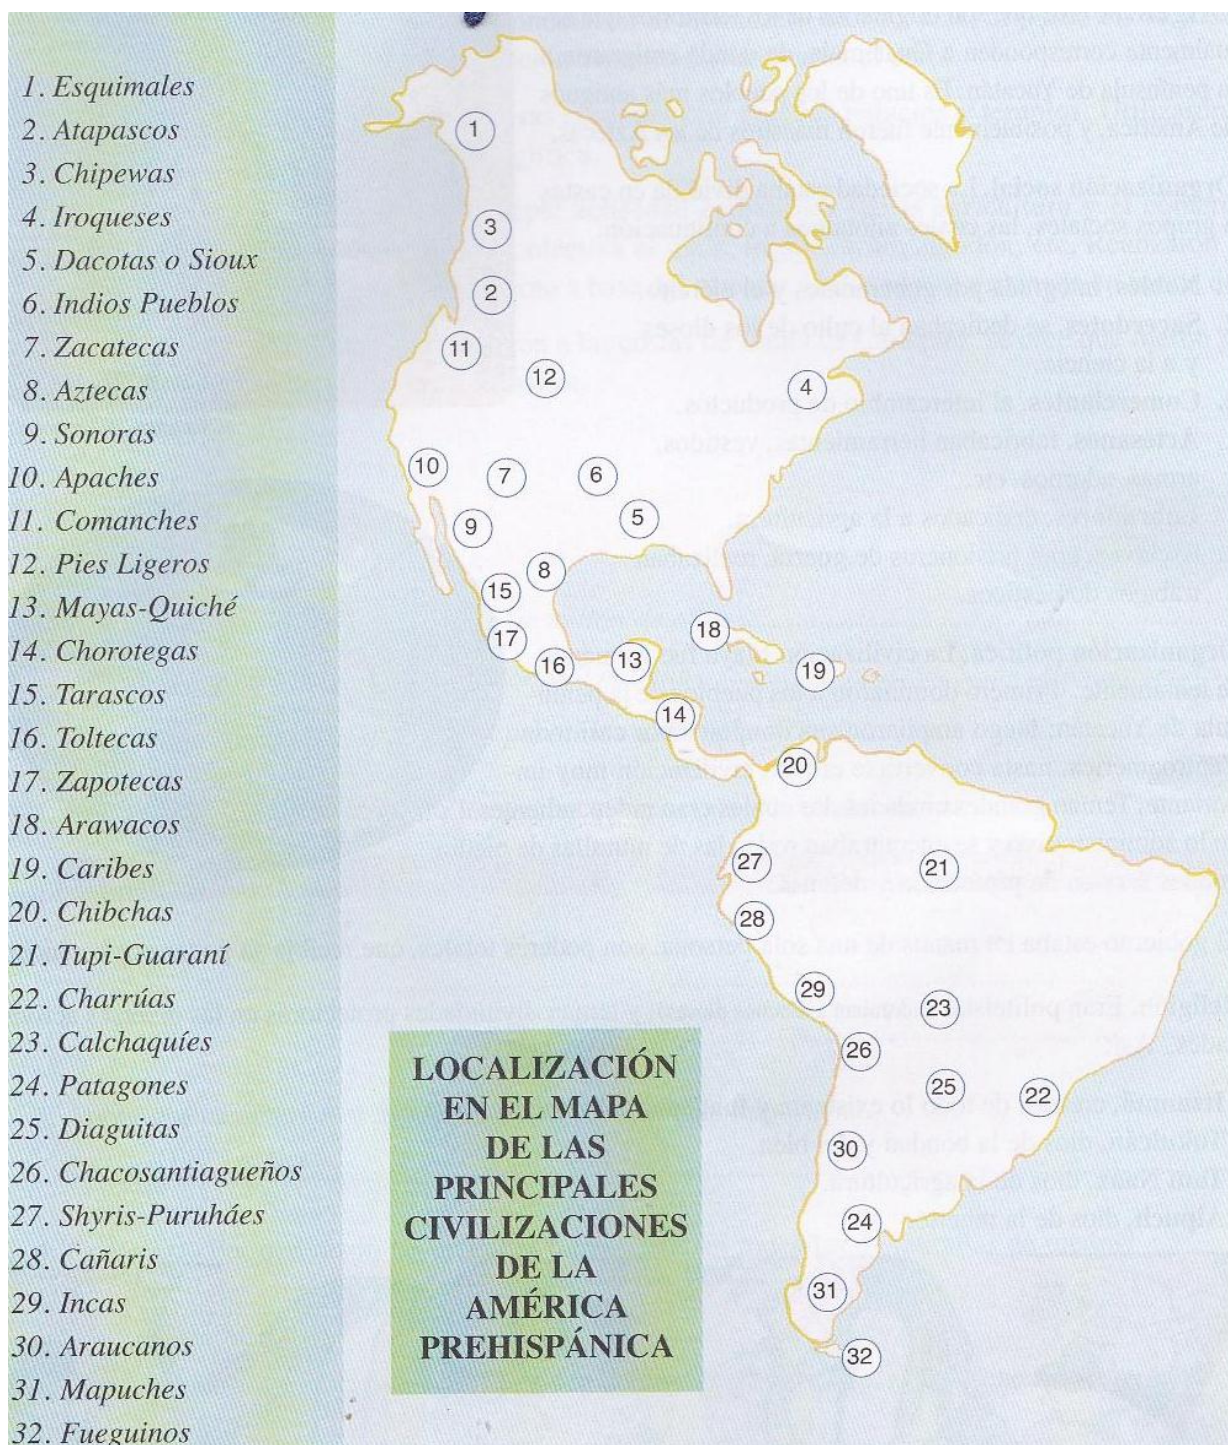 1. Esquimales
2. Atapascos
3. Chipewas
4. Iroqueses
5. Dacotas o Sioux
6. Indios Pueblos
7. Zacatecas
8. Aztecas
9. Sonoras
10. Apaches
11. Comanches
12. Pies Ligeros
13. Mayas-Quiché
14. Chorotegas
15. Tarascos
16. Toltecas
17. Zapotecas
18. Arawacos
19. Caribes
20. Chibchas
21. Tupi-Guaraní
22. Charrúas
23. Calchaquíes
24. Patagones
25. Diaguitas
26. Chacosantiagueños
27. Shyris-Puruháes
28. Cañaris
29. Incas
30. Araucanos
31. Mapuches
32. Fueguinos
1
3
2
11
12
4
10
7
6
5
9
8
15
17
16
13
18
19
14
20
27
21
28
29
23
26
25
22
30
24
31
32
LOCALIZACIÓN
EN EL MAPA
DE LAS
PRINCIPALES
CIVILIZACIONES
DE LA
AMÉRICA
PREHISPÁNICA